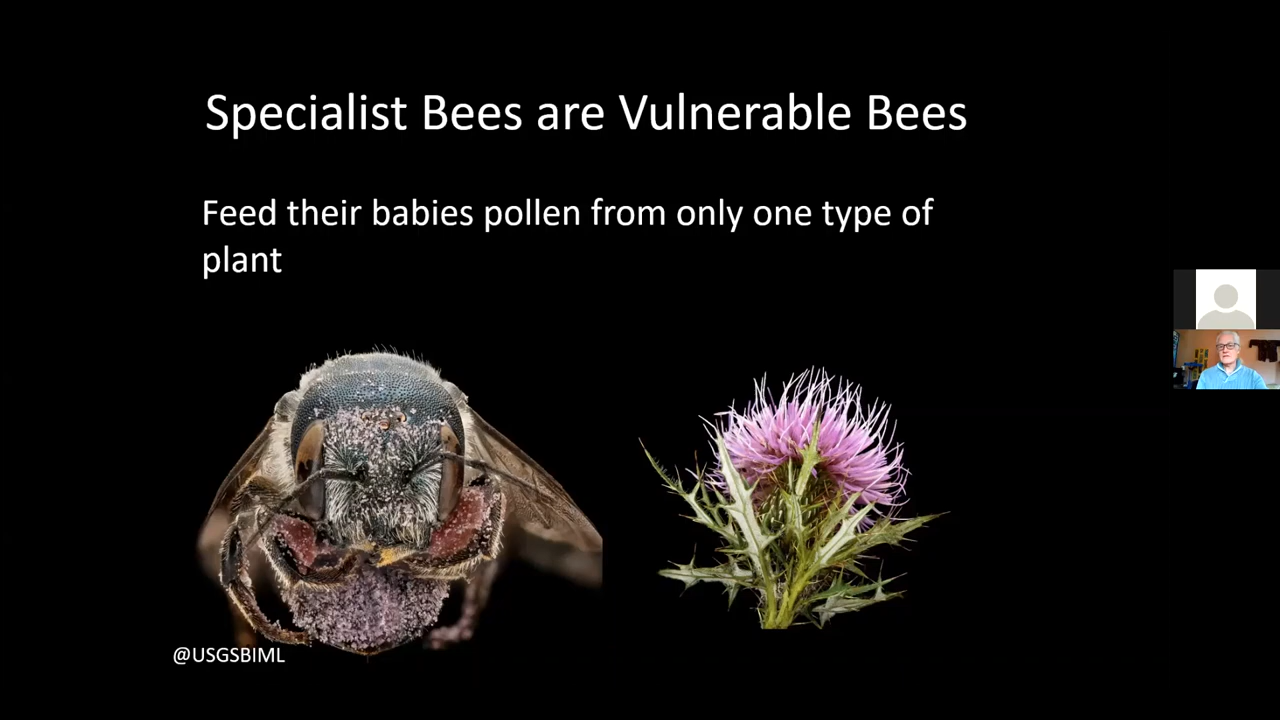 Specialist Bees are Vulnerable Bees
Feed their babies pollen from only one type of
plant
@USGSBIML